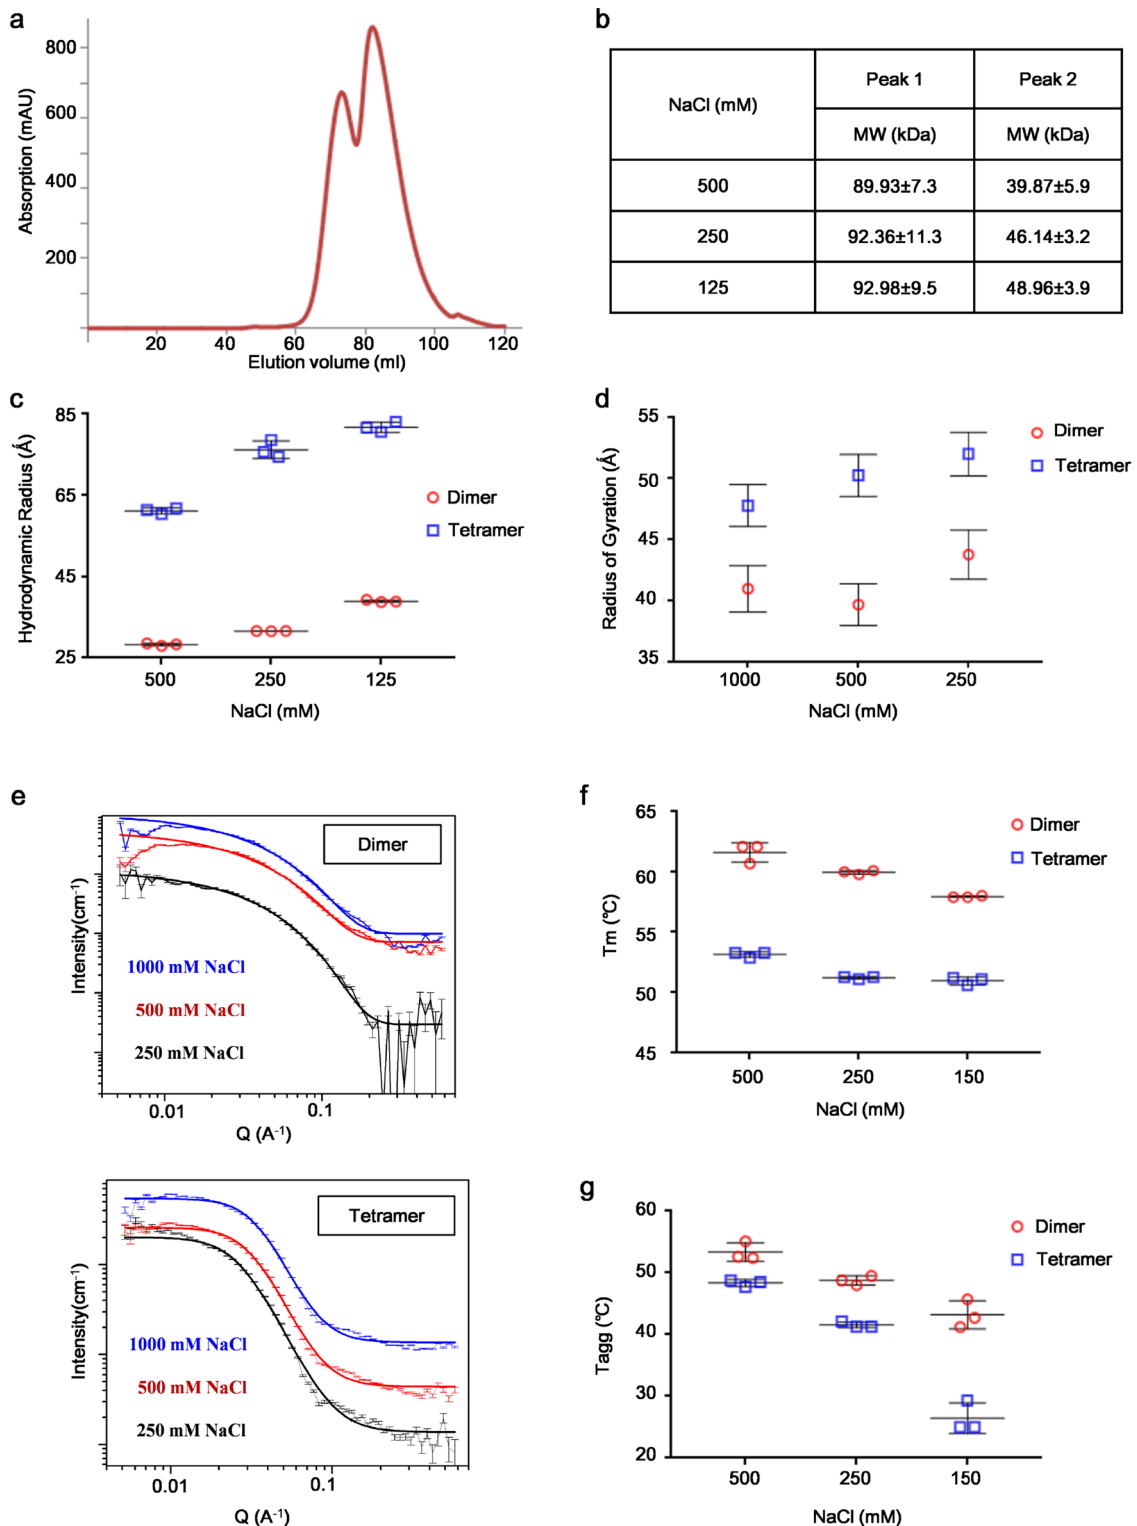 a
800
600
400
200
Absorption (mAU)
20 40 60 80 100 120
Elution volume (ml)
b
NaCl (mM) Peak 1 Peak 2
MW (kDa) MW (kDa)
500 89.93±7.3 39.87±5.9
250 92.36±11.3 46.14±3.2
125 92.98±9.5 48.96±3.9
c
85
65
45
25
Hydrodynamic Radius (Å)
Dimer
Tetramer
500 250 125
NaCl (mM)
d
55
50
45
40
35
Radius of Gyration (Å)
Dimer
Tetramer
1000 500 250
NaCl (mM)
e
Dimer
Intensity(cm⁻¹)
1000 mM NaCl
500 mM NaCl
250 mM NaCl
0.01 0.1
Q (A⁻¹)
Tetramer
Intensity(cm⁻¹)
1000 mM NaCl
500 mM NaCl
250 mM NaCl
0.01 0.1
Q (A⁻¹)
f
65
60
55
50
45
Tm (℃)
Dimer
Tetramer
500 250 150
NaCl (mM)
g
60
50
40
30
20
Tagg (℃)
Dimer
Tetramer
500 250 150
NaCl (mM)